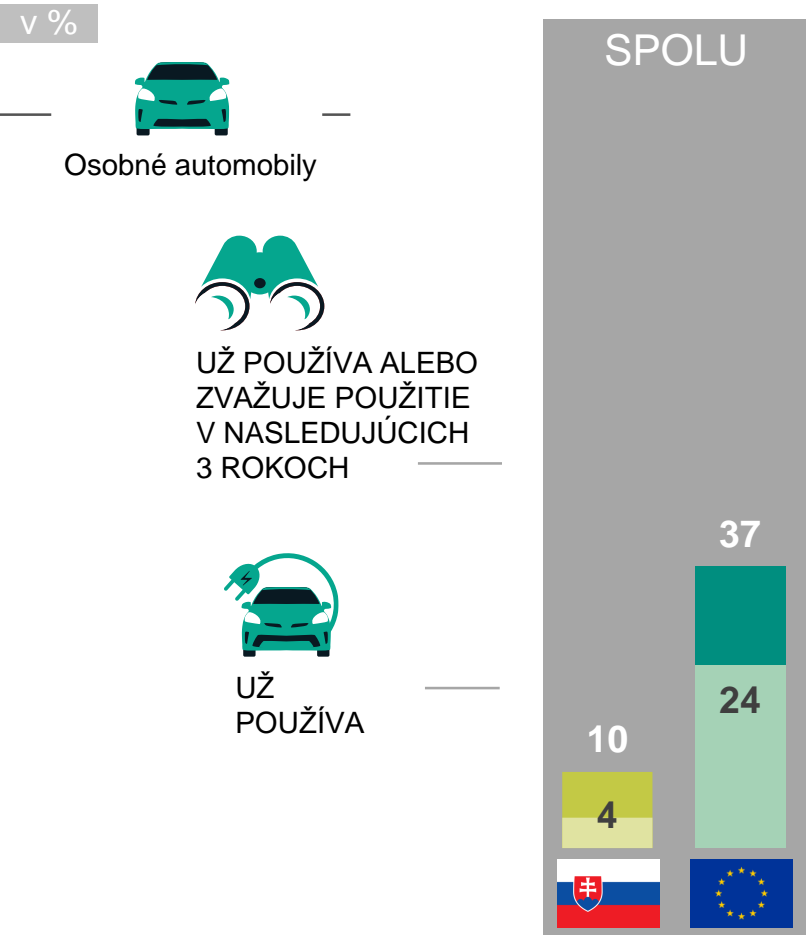 v %
SPOLU
Osobné automobily
UŽ POUŽÍVA ALEBO
ZVAŽUJE POUŽITIE
V NASLEDUJÚCICH
3 ROKOCH
37
24
UŽ
POUŽÍVA
10
4